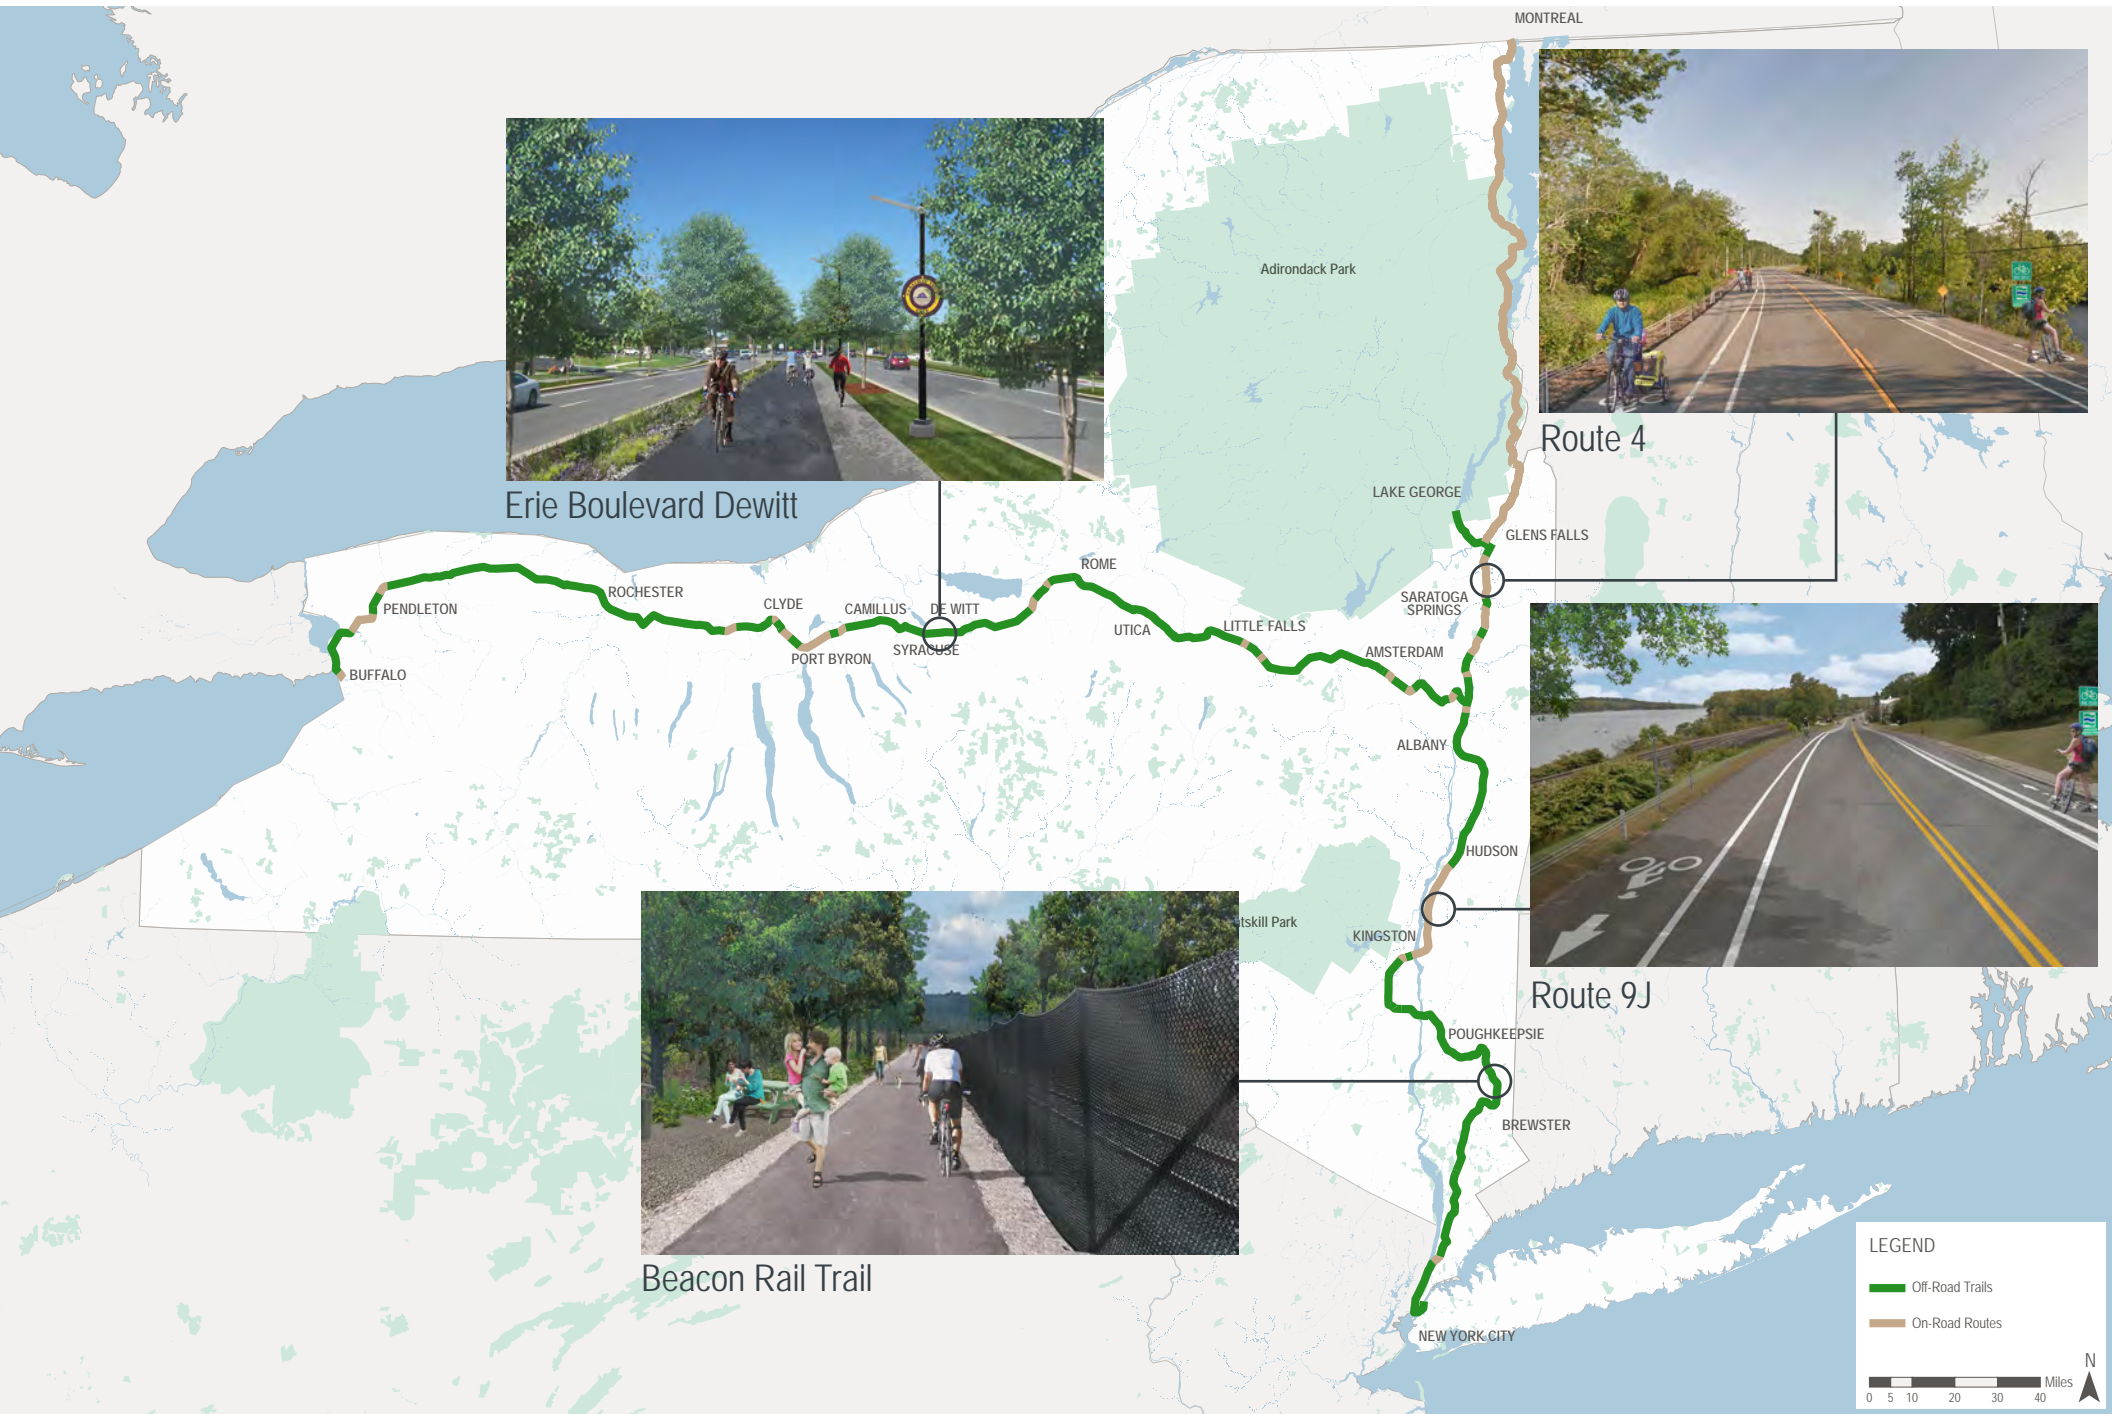 MONTREAL
Adirondack Park
Route 4
Erie Boulevard Dewitt
LAKE GEORGE
GLENS FALLS
ROME
ROCHESTER
PENDLETON
CLYDE
CAMILLUS
DE WITT
SARATOGA
SPRINGS
UTICA
LITTLE FALLS
SYRACUSE
PORT BYRON
AMSTERDAM
BUFFALO
ALBANY
HUDSON
tskill Park
KINGSTON
Route 9J
POUGHKEEPSIE
BREWSTER
Beacon Rail Trail
NEW YORK CITY
LEGEND
Off-Road Trails
On-Road Routes
N
Miles
0 5 10 20 30 40